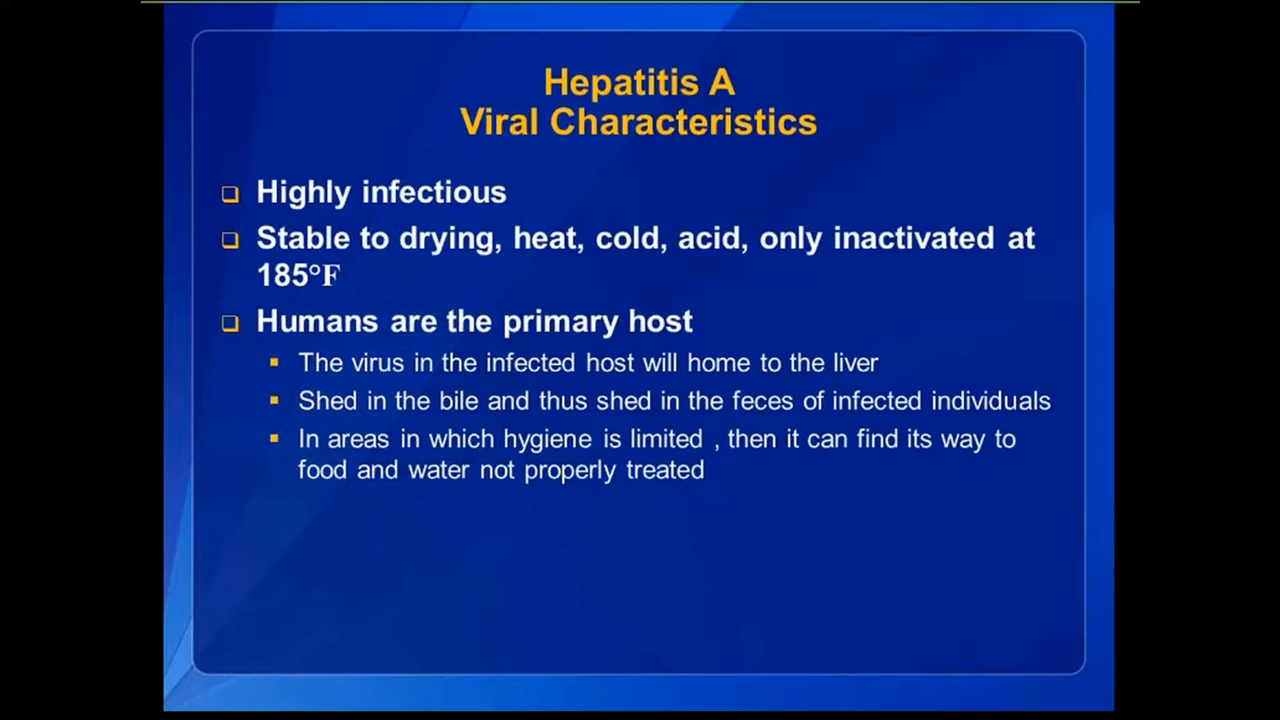 Hepatitis A
Viral Characteristics
Highly infectious
Stable to drying, heat, cold, acid, only inactivated at
185°F
Humans are the primary host
The virus in the infected host will home to the liver
Shed in the bile and thus shed in the feces of infected individuals
In areas in which hygiene is limited , then it can find its way to
food and water not properly treated